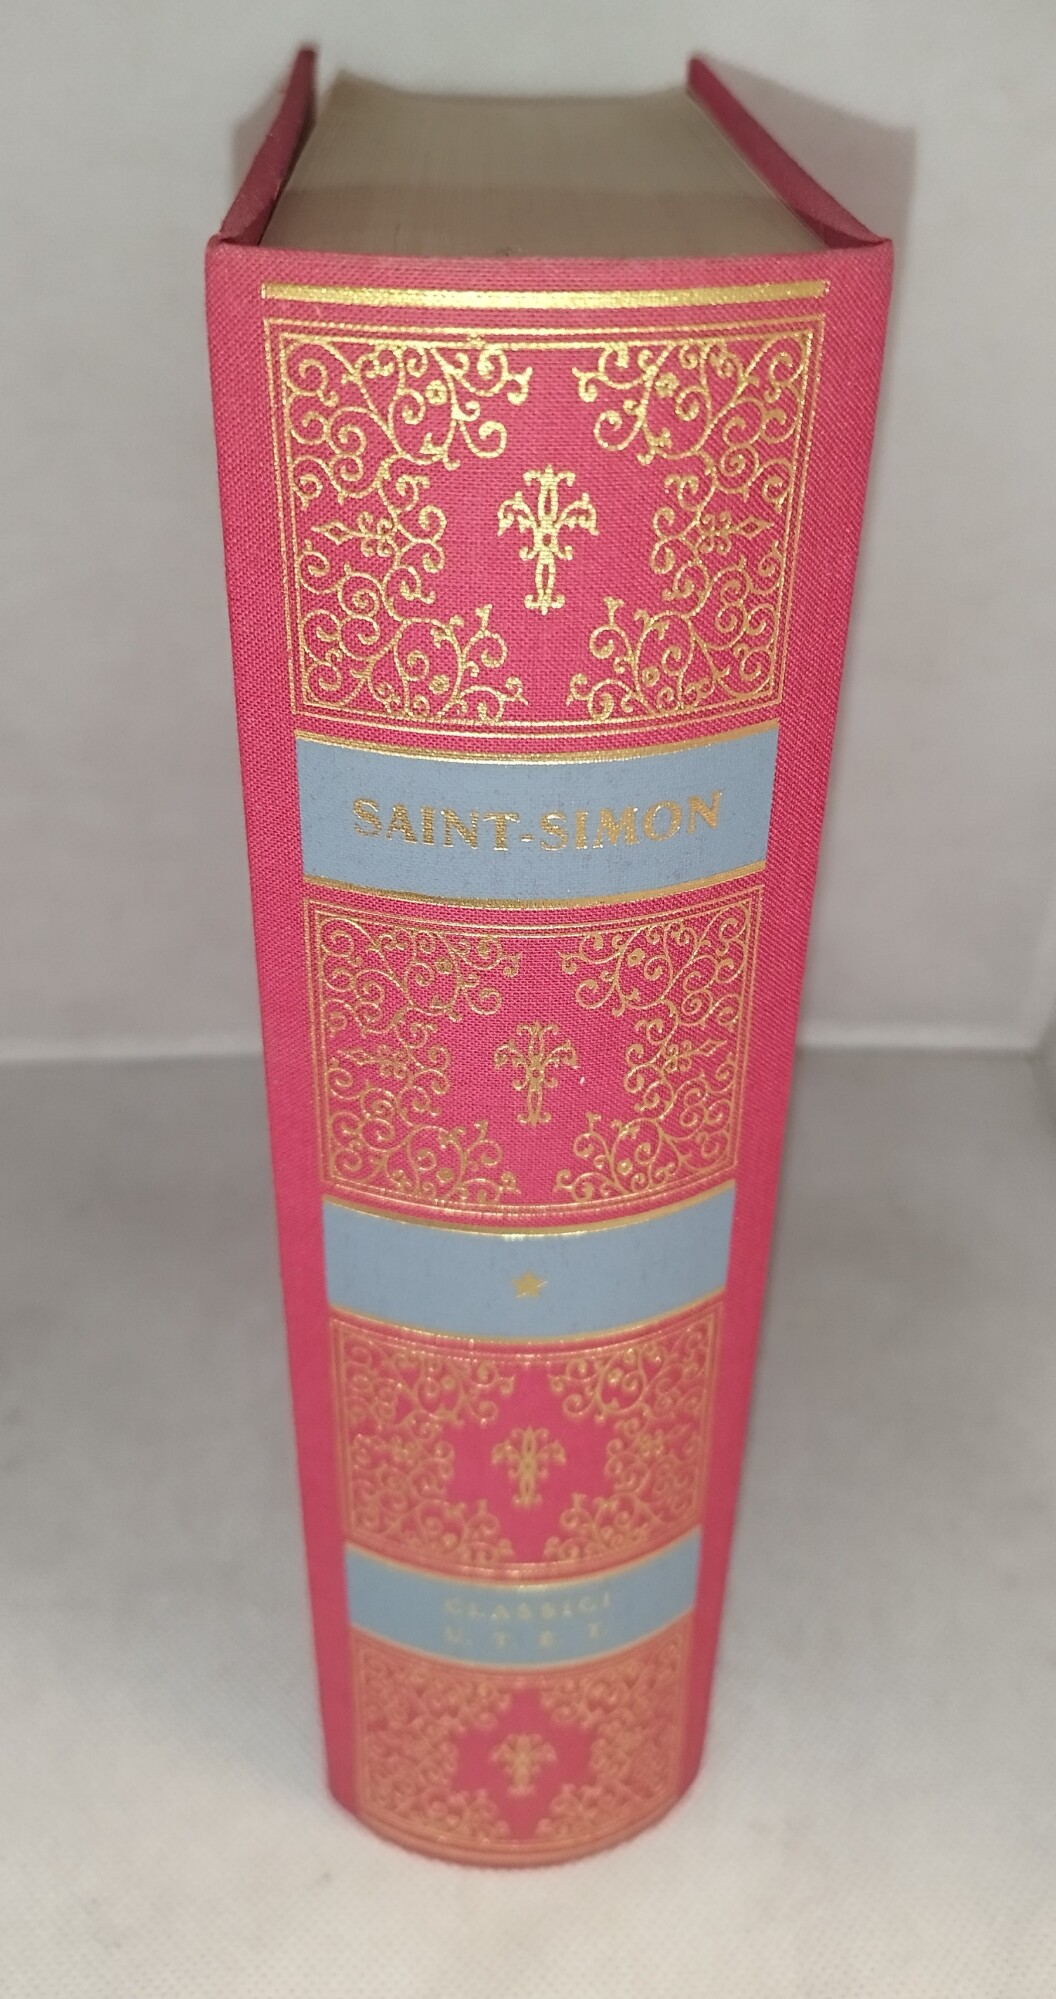 SAINT-SIMON
CLASSICI
U. T. E. T.